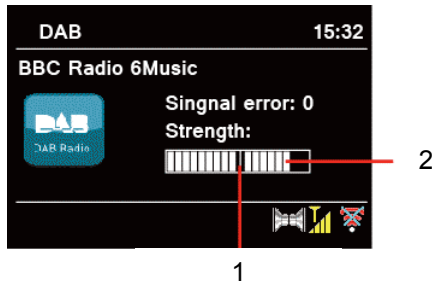 DAB 15:32
BBC Radio 6Music
Singnal error: 0
Strength:
DAB
DAB Radio
2
1